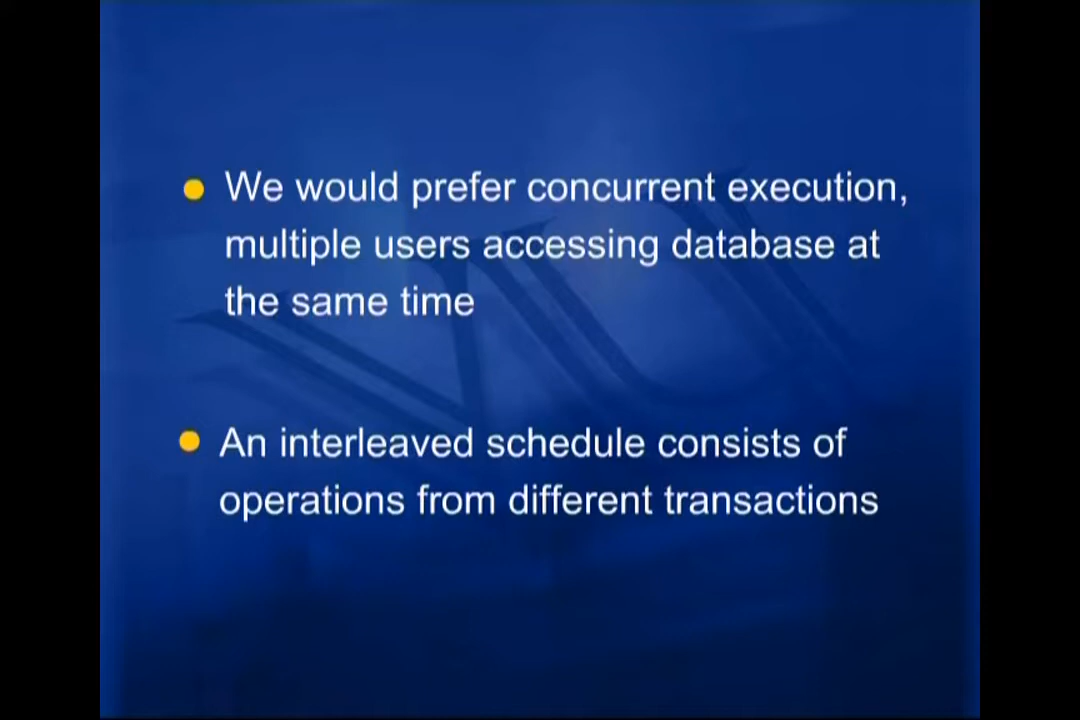 We would prefer concurrent execution,
multiple users accessing database at
the same time
An interleaved schedule consists of
operations from different transactions